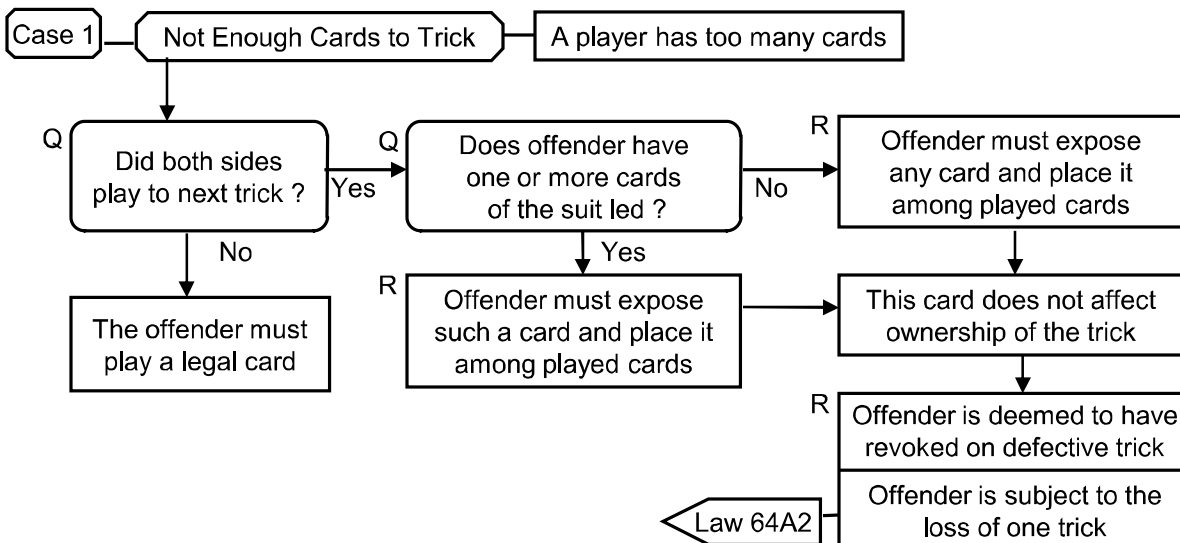 Case 1
Not Enough Cards to Trick
A player has too many cards
Q
Did both sides
play to next trick ?
Yes
No
The offender must
play a legal card
Q
Does offender have
one or more cards
of the suit led ?
No
Yes
R
Offender must expose
any card and place it
among played cards
R
Offender must expose
such a card and place it
among played cards
This card does not affect
ownership of the trick
R
Offender is deemed to have
revoked on defective trick
Offender is subject to the
loss of one trick
Law 64A2